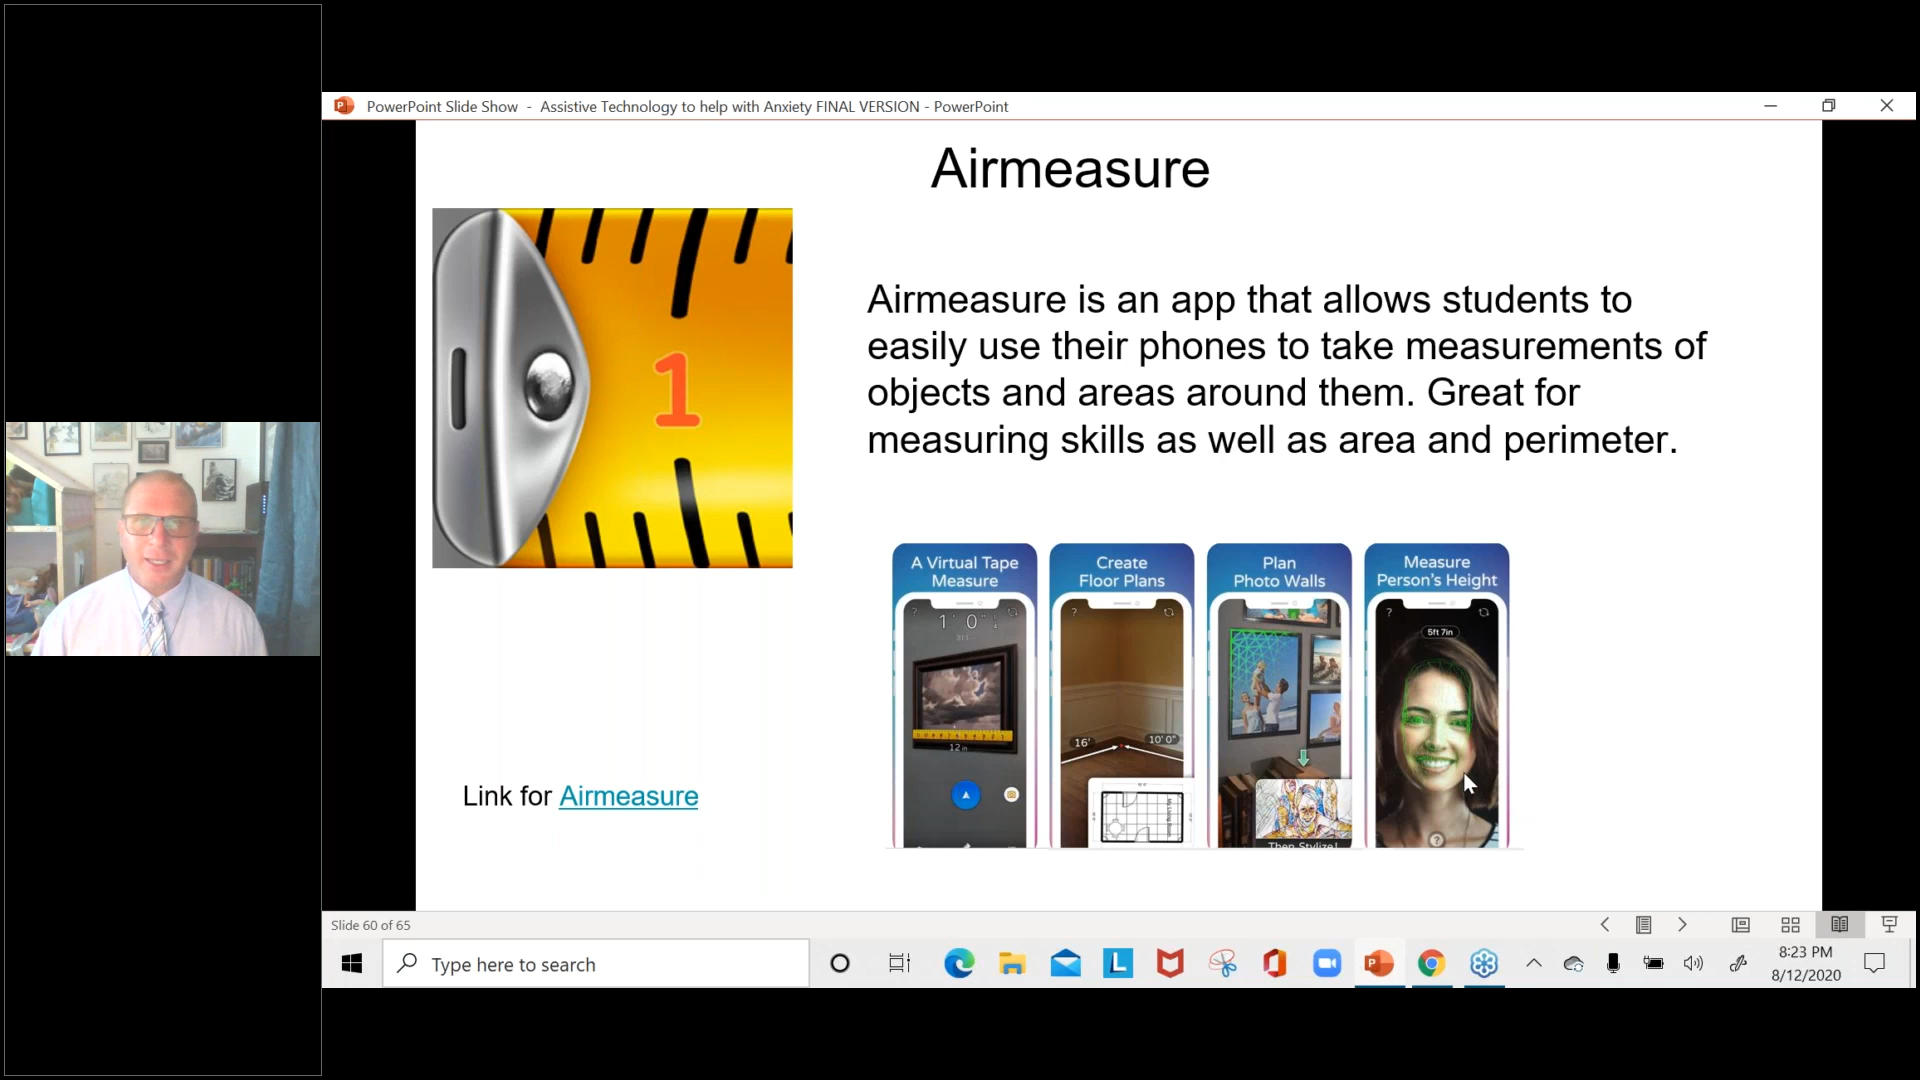 PowerPoint Slide Show - Assistive Technology to help with Anxiety FINAL VERSION - PowerPoint
Airmeasure
1
Airmeasure is an app that allows students to
easily use their phones to take measurements of
objects and areas around them. Great for
measuring skills as well as area and perimeter.
A Virtual Tape
Measure
1' 0"
12 in
Create
Floor Plans
16'
10' 0"
Plan
Photo Walls
Then Stylize!
Measure
Person's Height
5ft 7in
Link for Airmeasure
Slide 60 of 65
Type here to search
8:23 PM
8/12/2020